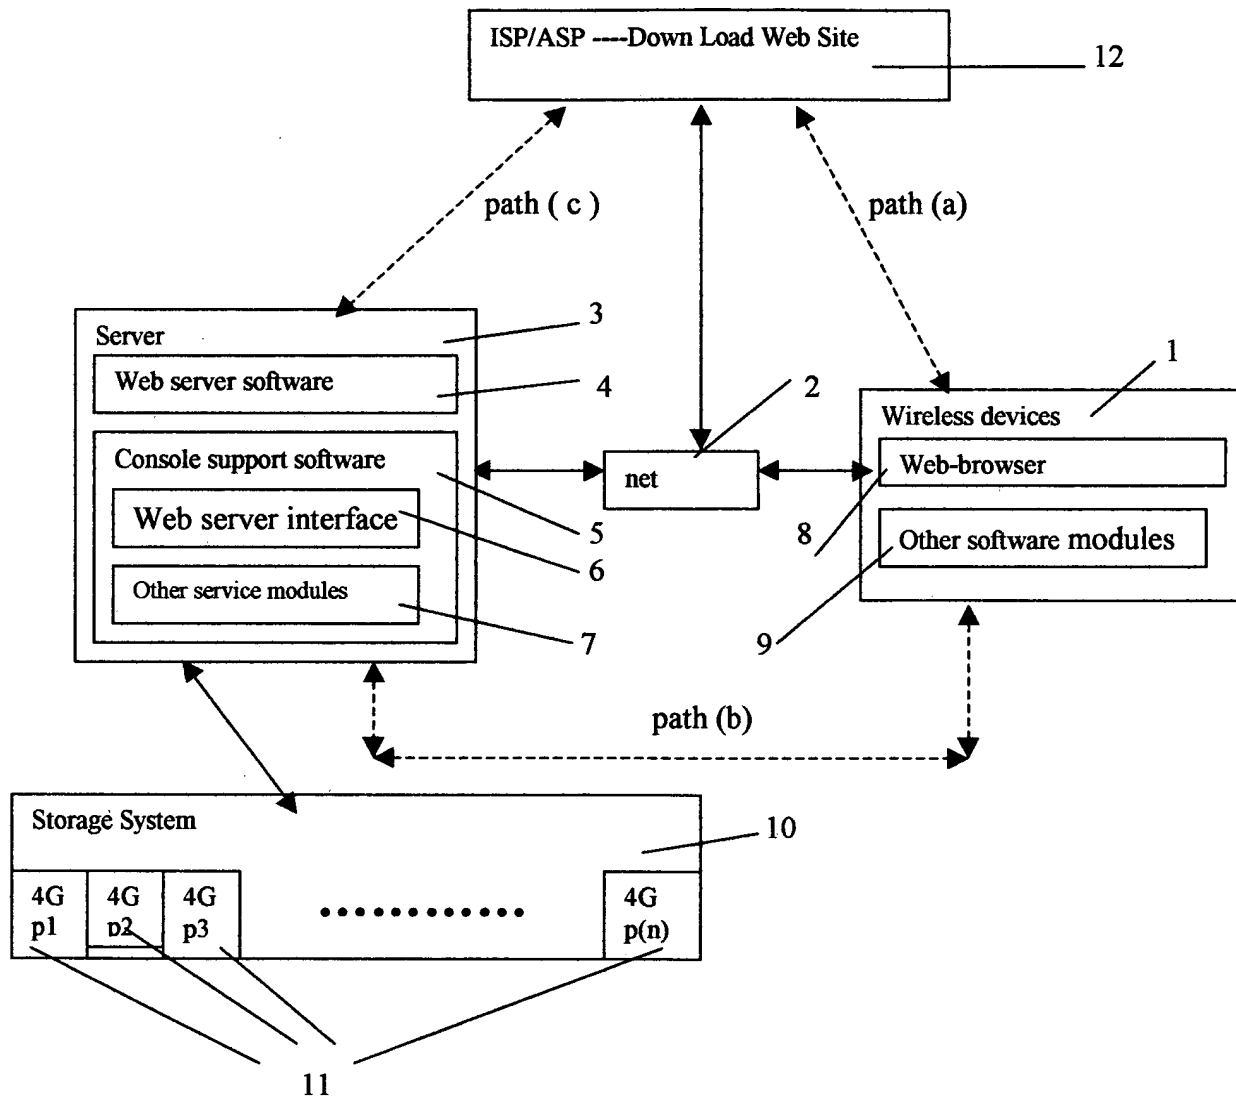 ISP/ASP ----Down Load Web Site
12
path ( c )
path (a)
3
Server
Web server software
4
2
1
Wireless devices
Console support software
Web-browser
net
Web server interface
5
8
Other software modules
6
Other service modules
7
9
path (b)
Storage System
10
4G
p1
4G
p2
4G
p3
............
4G
p(n)
11